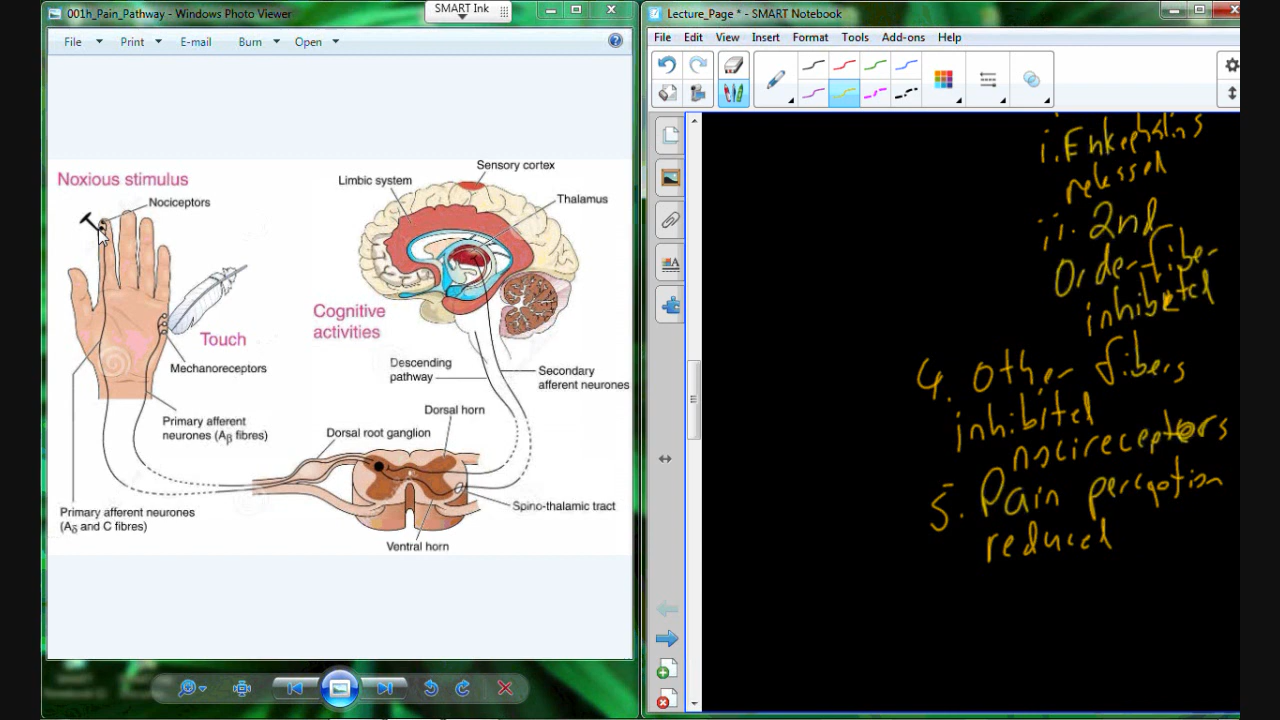 001h_Pain_Pathway - Windows Photo Viewer
SMART Ink
File Print E-mail Burn Open
Noxious stimulus
Nociceptors
Touch
Mechanoreceptors
Primary afferent
neurones (Aβ fibres)
Primary afferent neurones
(Aδ and C fibres)
Sensory cortex
Limbic system
Thalamus
Cognitive
activities
Descending
pathway
Secondary
afferent neurones
Dorsal horn
Dorsal root ganglion
Spino-thalamic tract
Ventral horn
Lecture_Page * - SMART Notebook
File Edit View Insert Format Tools Add-ons Help
i. Enkephalins
released
ii. 2nd
Order fiber
inhibited
4. Other fibers
inhibited
nocireceptors
5. Pain perception
reduced